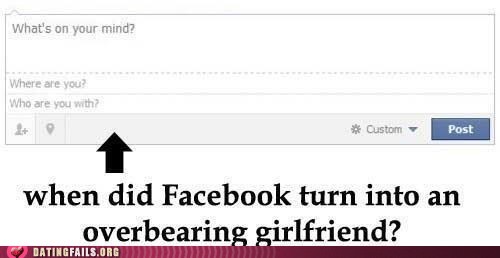 What's on your mind?
Where are you?
Who are you with?
Custom
Post
when did Facebook turn into an
overbearing girlfriend?
DATINGFAILS.ORG